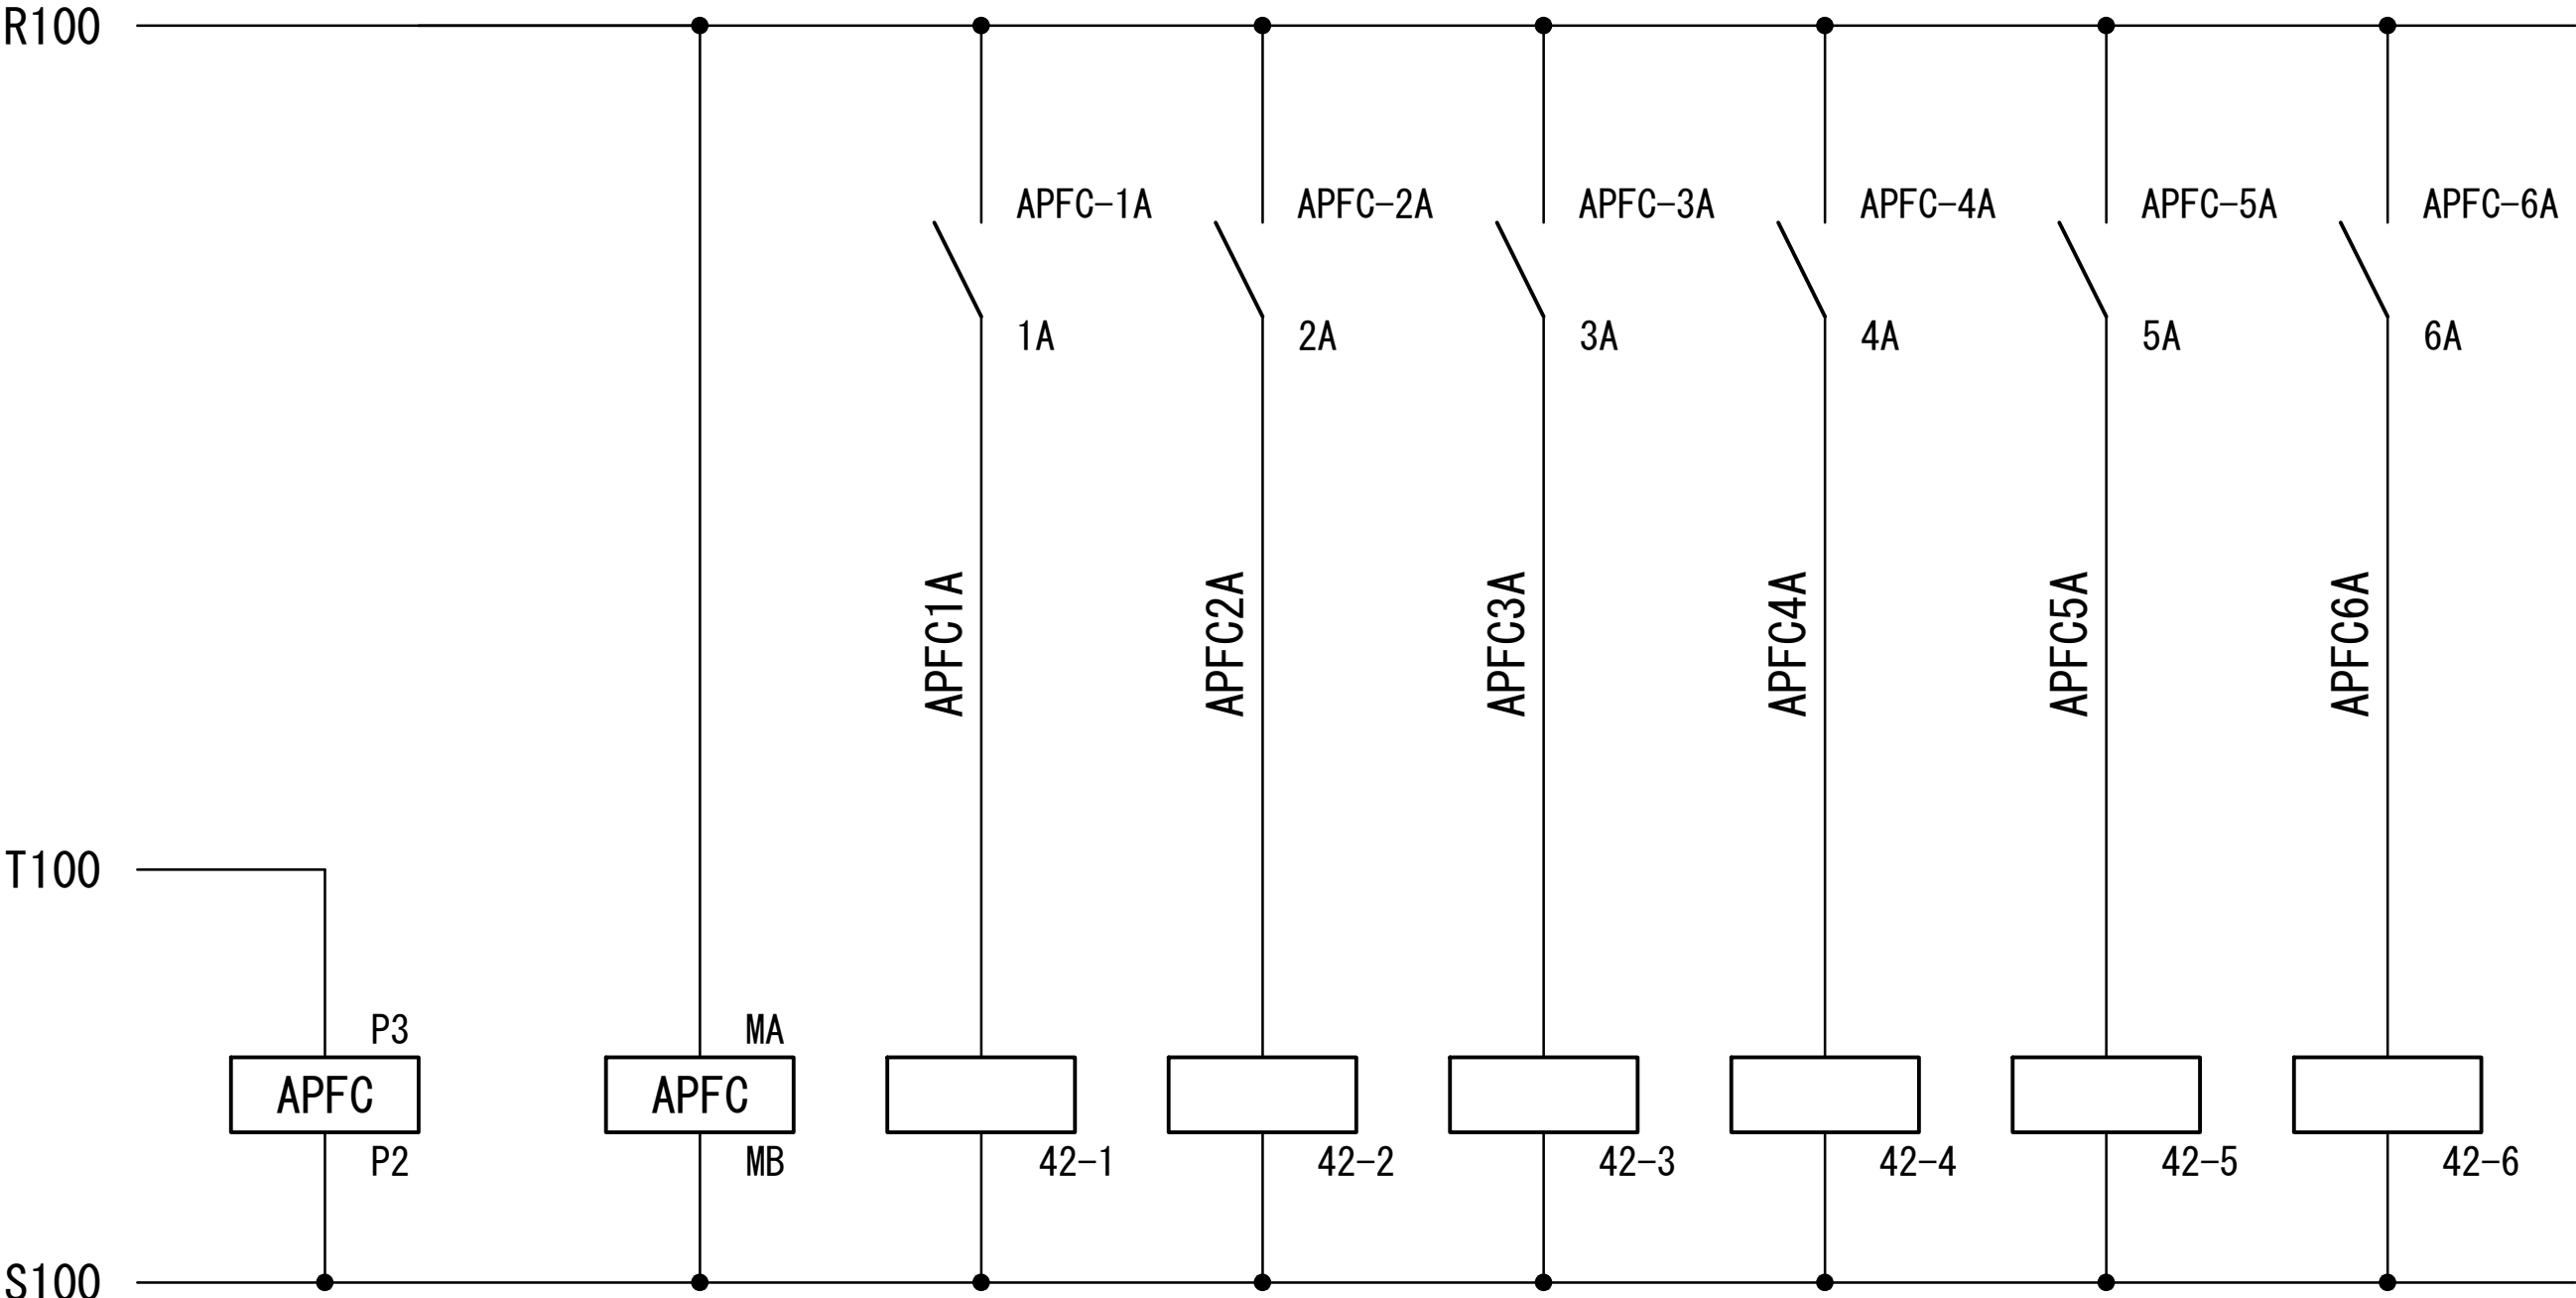 R100
APFC-1A
APFC-2A
APFC-3A
APFC-4A
APFC-5A
APFC-6A
1A
2A
3A
4A
5A
6A
APFC1A
APFC2A
APFC3A
APFC4A
APFC5A
APFC6A
T100
P3
MA
APFC
APFC
P2
MB
42-1
42-2
42-3
42-4
42-5
42-6
S100